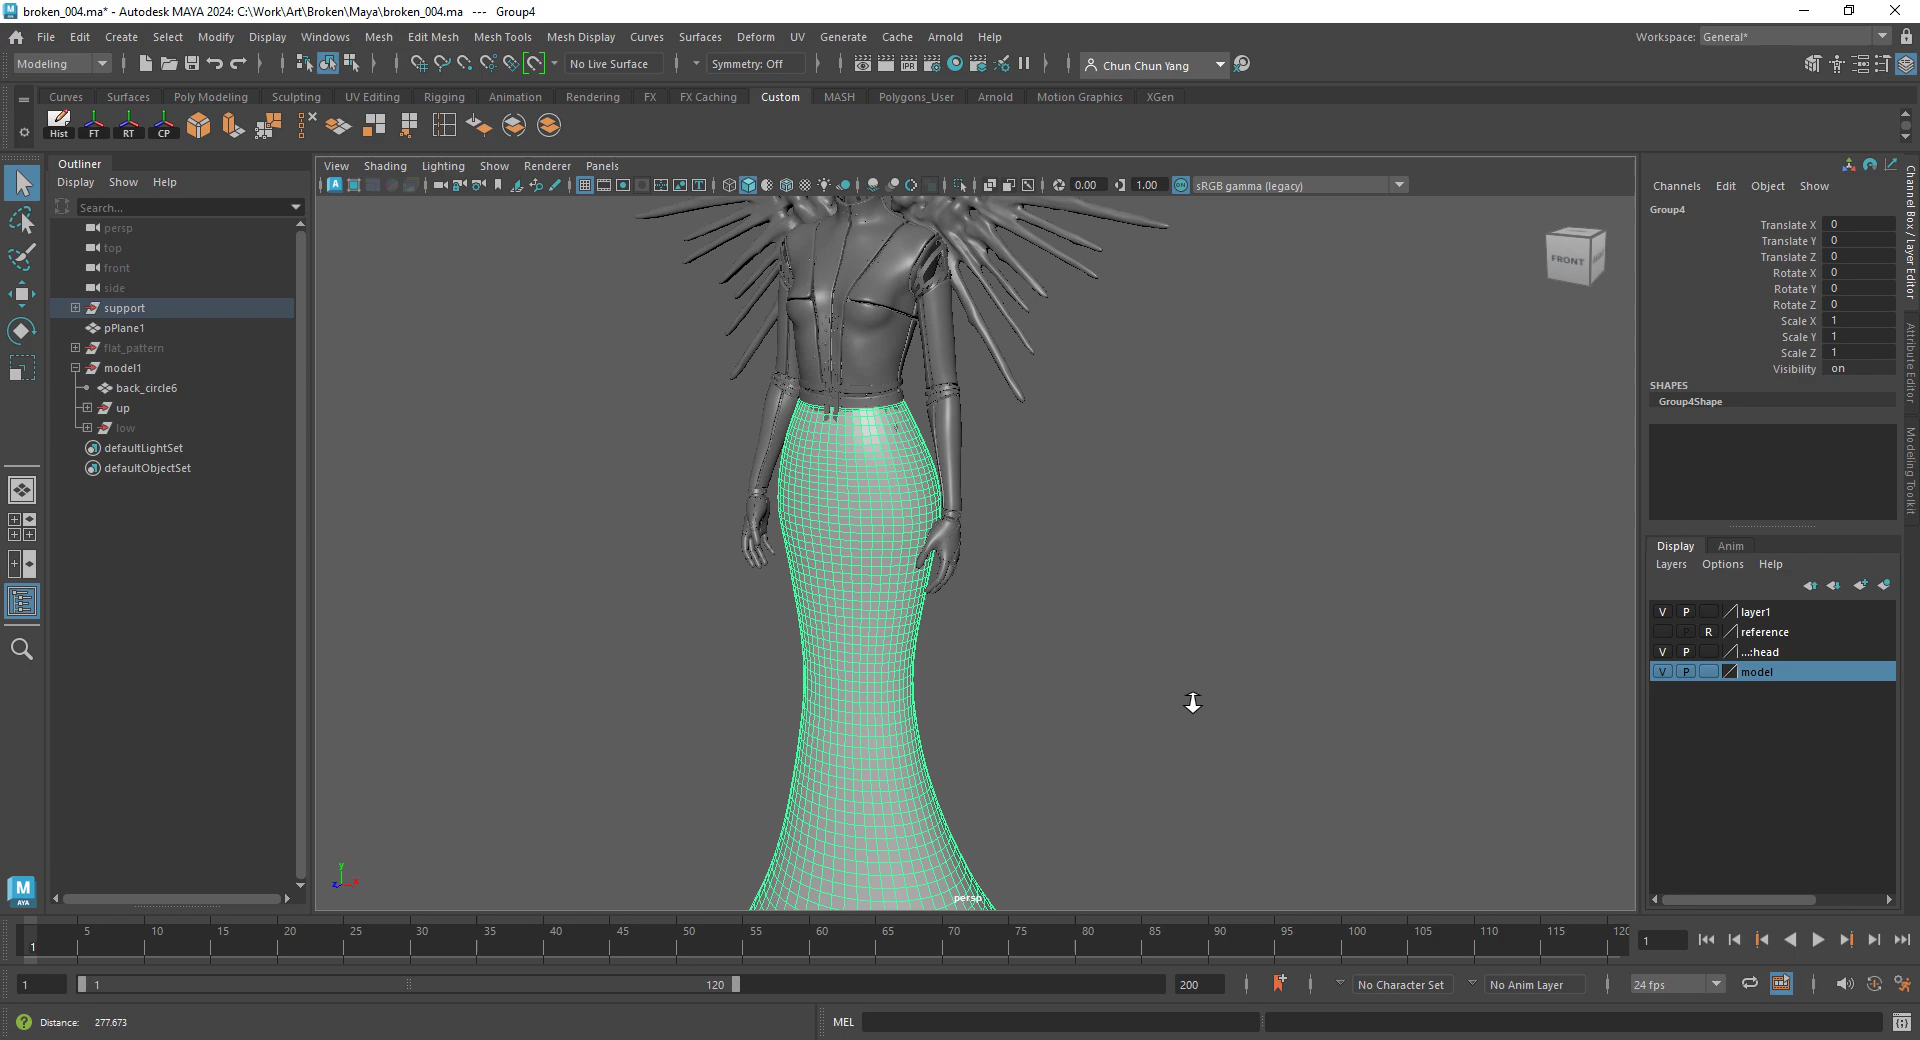 broken_004.ma* - Autodesk MAYA 2024: C:\Work\Art\Broken\Maya\broken_004.ma --- Group4
File Edit Create Select Modify Display Windows Mesh Edit Mesh Mesh Tools Mesh Display Curves Surfaces Deform UV Generate Cache Arnold Help Workspace: General*
Modeling No Live Surface Symmetry: Off IPR Chun Chun Yang
Curves Surfaces Poly Modeling Sculpting UV Editing Rigging Animation Rendering FX FX Caching Custom MASH Polygons_User Arnold Motion Graphics XGen
Hist FT RT CP
Outliner
Display Show Help
Search...
persp
top
front
side
support
pPlane1
flat_pattern
model1
back_circle6
up
low
defaultLightSet
defaultObjectSet
View Shading Lighting Show Renderer Panels
0.00 1.00 sRGB gamma (legacy)
FRONT
persp
y
z x
Channels Edit Object Show
Group4
Translate X 0
Translate Y 0
Translate Z 0
Rotate X 0
Rotate Y 0
Rotate Z 0
Scale X 1
Scale Y 1
Scale Z 1
Visibility on
SHAPES
Group4Shape
Channel Box / Layer Editor
Attribute Editor
Modeling Toolkit
Display Anim
Layers Options Help
V P layer1
P R reference
V P ...:head
V P model
M
AYA
5 10 15 20 25 30 35 40 45 50 55 60 65 70 75 80 85 90 95 100 105 110 115 120
1 1
1 1 120 200 No Character Set No Anim Layer 24 fps
Distance: 277.673 MEL